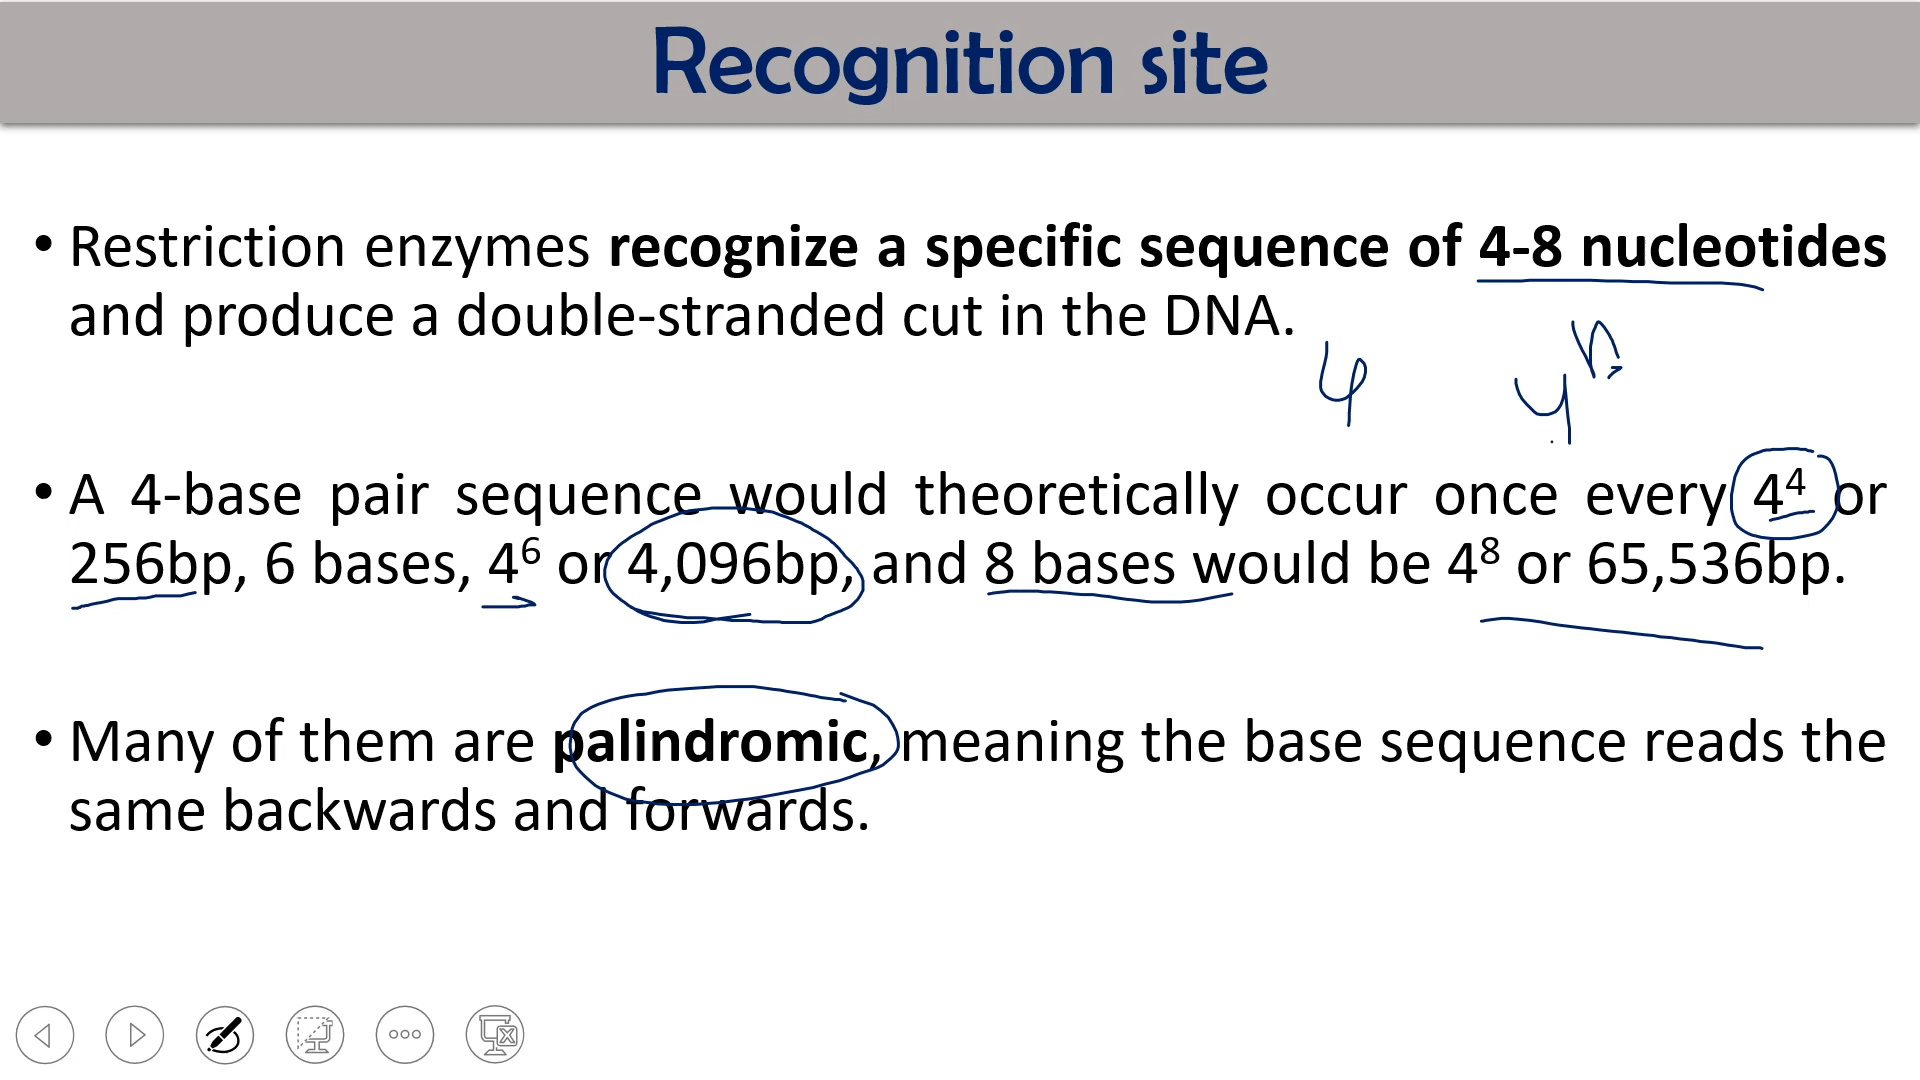 Recognition site
• Restriction enzymes recognize a specific sequence of 4-8 nucleotides
and produce a double-stranded cut in the DNA.
4 4ⁿ
• A 4-base pair sequence would theoretically occur once every 4⁴ or
256bp, 6 bases, 4⁶ or 4,096bp, and 8 bases would be 4⁸ or 65,536bp.
• Many of them are palindromic, meaning the base sequence reads the
same backwards and forwards.